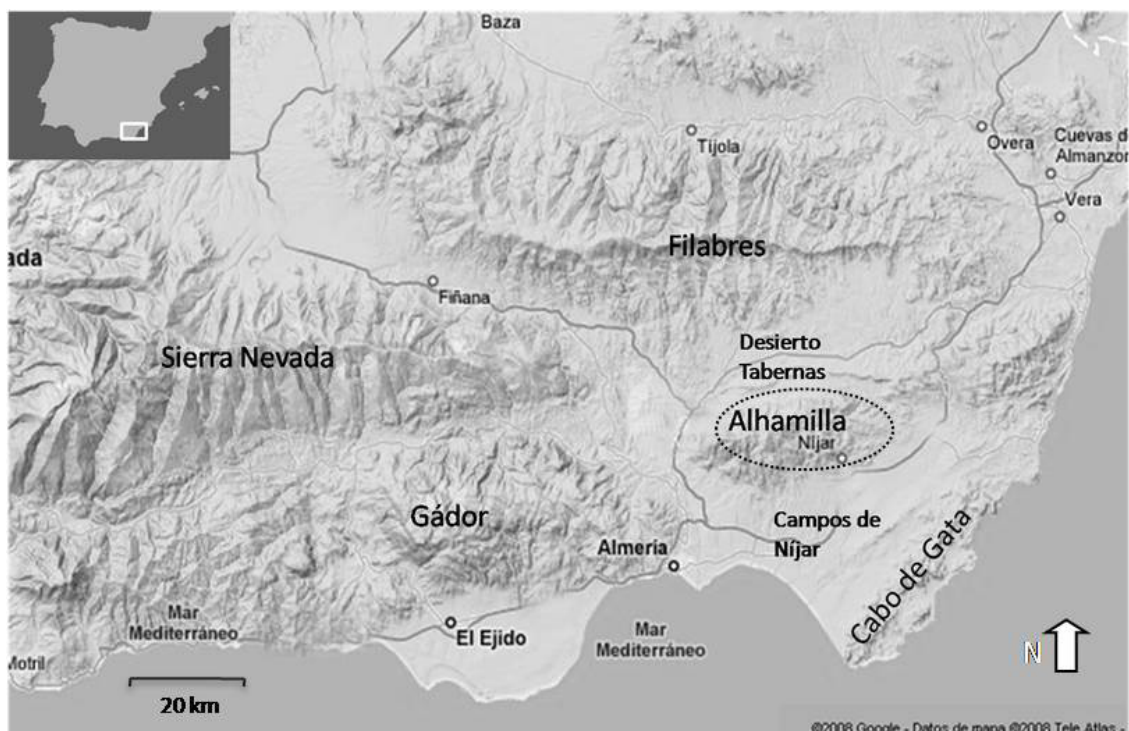 Baza
Tíjola
Overa
Cuevas de
Almanzor
Vera
Filabres
ada
Fiñana
Sierra Nevada
Desierto
Tabernas
Alhamilla
Níjar
Gádor
Campos de
Níjar
Almería
Cabo de Gata
Mar
Mediterráneo
El Ejido
Mar
Mediterráneo
Motril
N
20 km
©2008 Google - Datos de mapa ©2008 Tele Atlas -